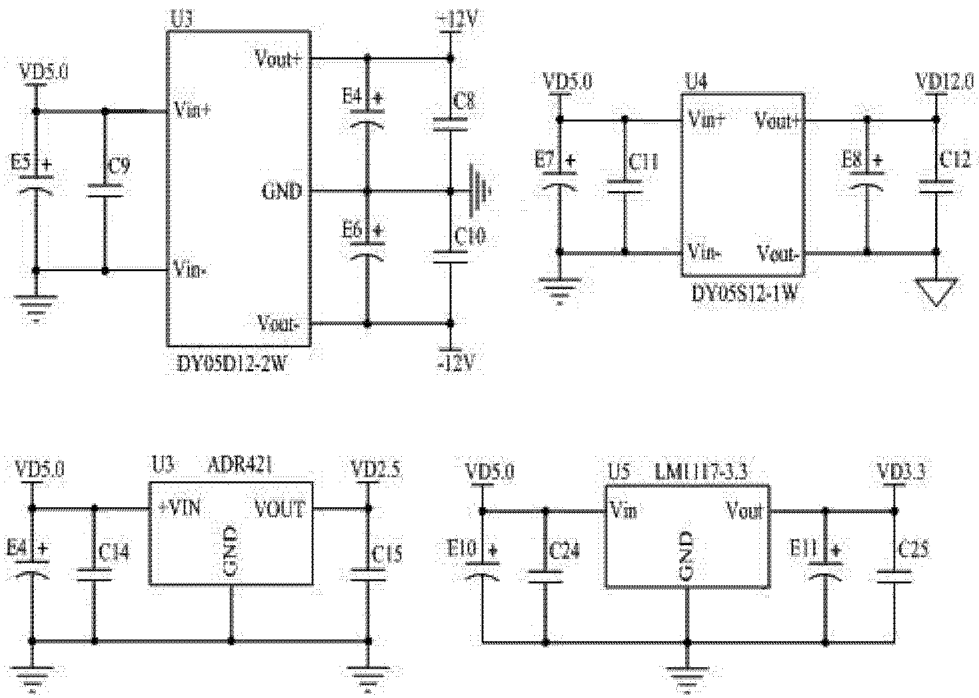 U3
+12V
Vout+
VD5.0
E4 +
C8
Vin+
E5 +
C9
GND
E6 +
C10
Vin-
Vout-
DY05D12-2W
-12V
VD5.0
U4
VD12.0
Vin+
Vout+
E7 +
C11
E8 +
C12
Vin-
Vout-
DY05S12-1W
VD5.0
U3 ADR421
VD2.5
+VIN
VOUT
E4 +
C14
GND
C15
VD5.0
U5 LM1117-3.3
VD3.3
Vin
Vout
E10 +
C24
GND
E11 +
C25